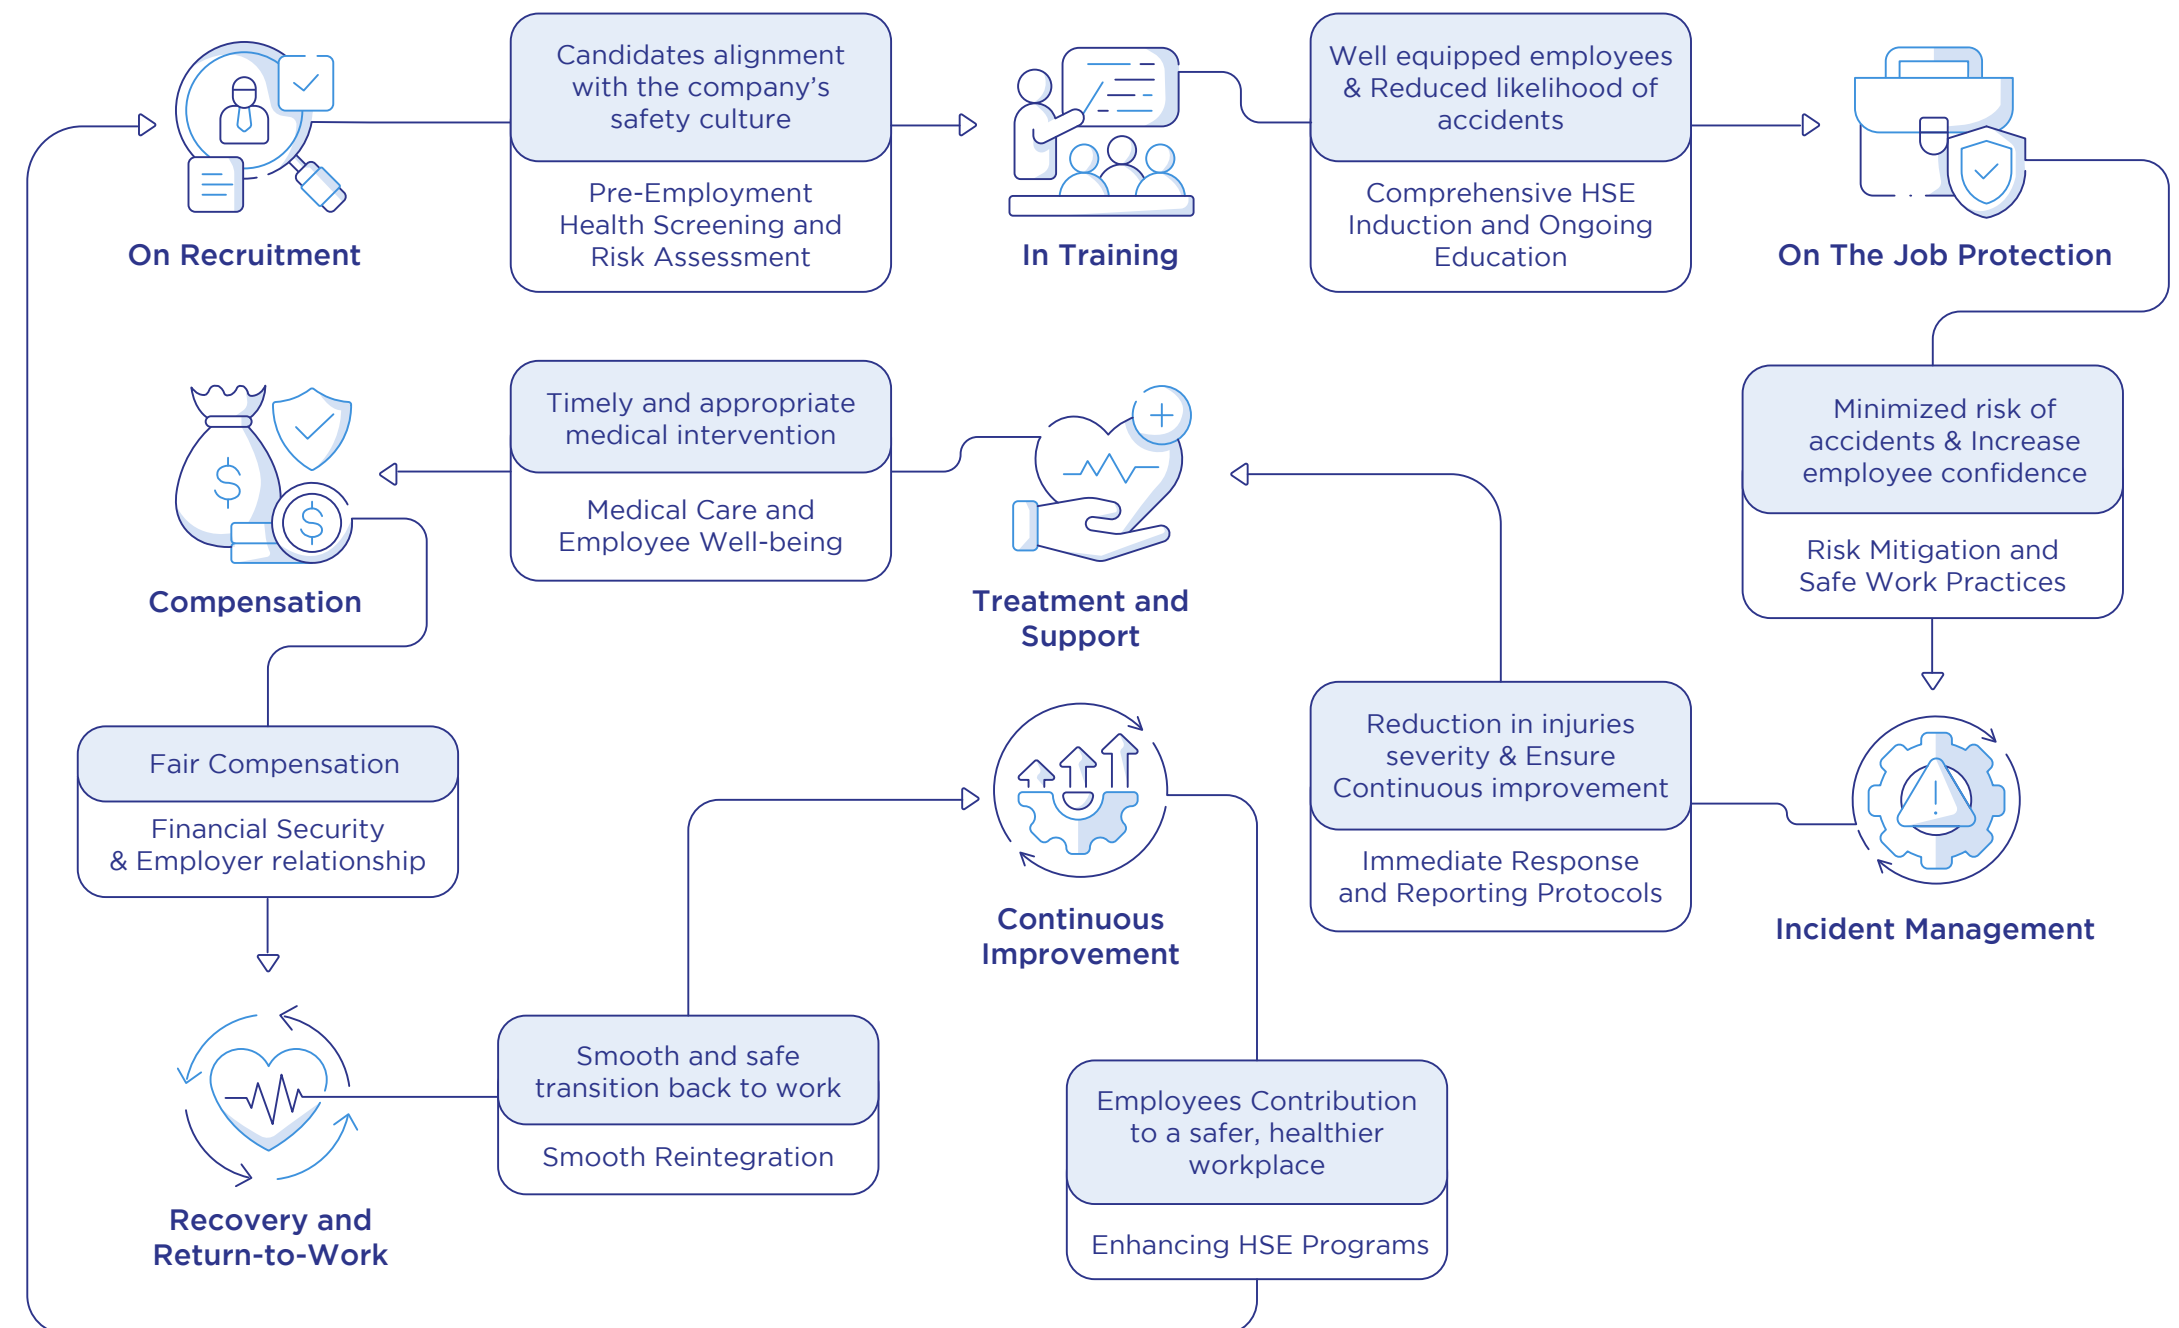 Candidates alignment
with the company's
safety culture
Pre-Employment
Health Screening and
Risk Assessment
On Recruitment
Well equipped employees
& Reduced likelihood of
accidents
Comprehensive HSE
Induction and Ongoing
Education
In Training
On The Job Protection
Minimized risk of
accidents & Increase
employee confidence
Risk Mitigation and
Safe Work Practices
Incident Management
Reduction in injuries
severity & Ensure
Continuous improvement
Immediate Response
and Reporting Protocols
Treatment and
Support
Timely and appropriate
medical intervention
Medical Care and
Employee Well-being
$
$
Compensation
Fair Compensation
Financial Security
& Employer relationship
Recovery and
Return-to-Work
Smooth and safe
transition back to work
Smooth Reintegration
Continuous
Improvement
Employees Contribution
to a safer, healthier
workplace
Enhancing HSE Programs